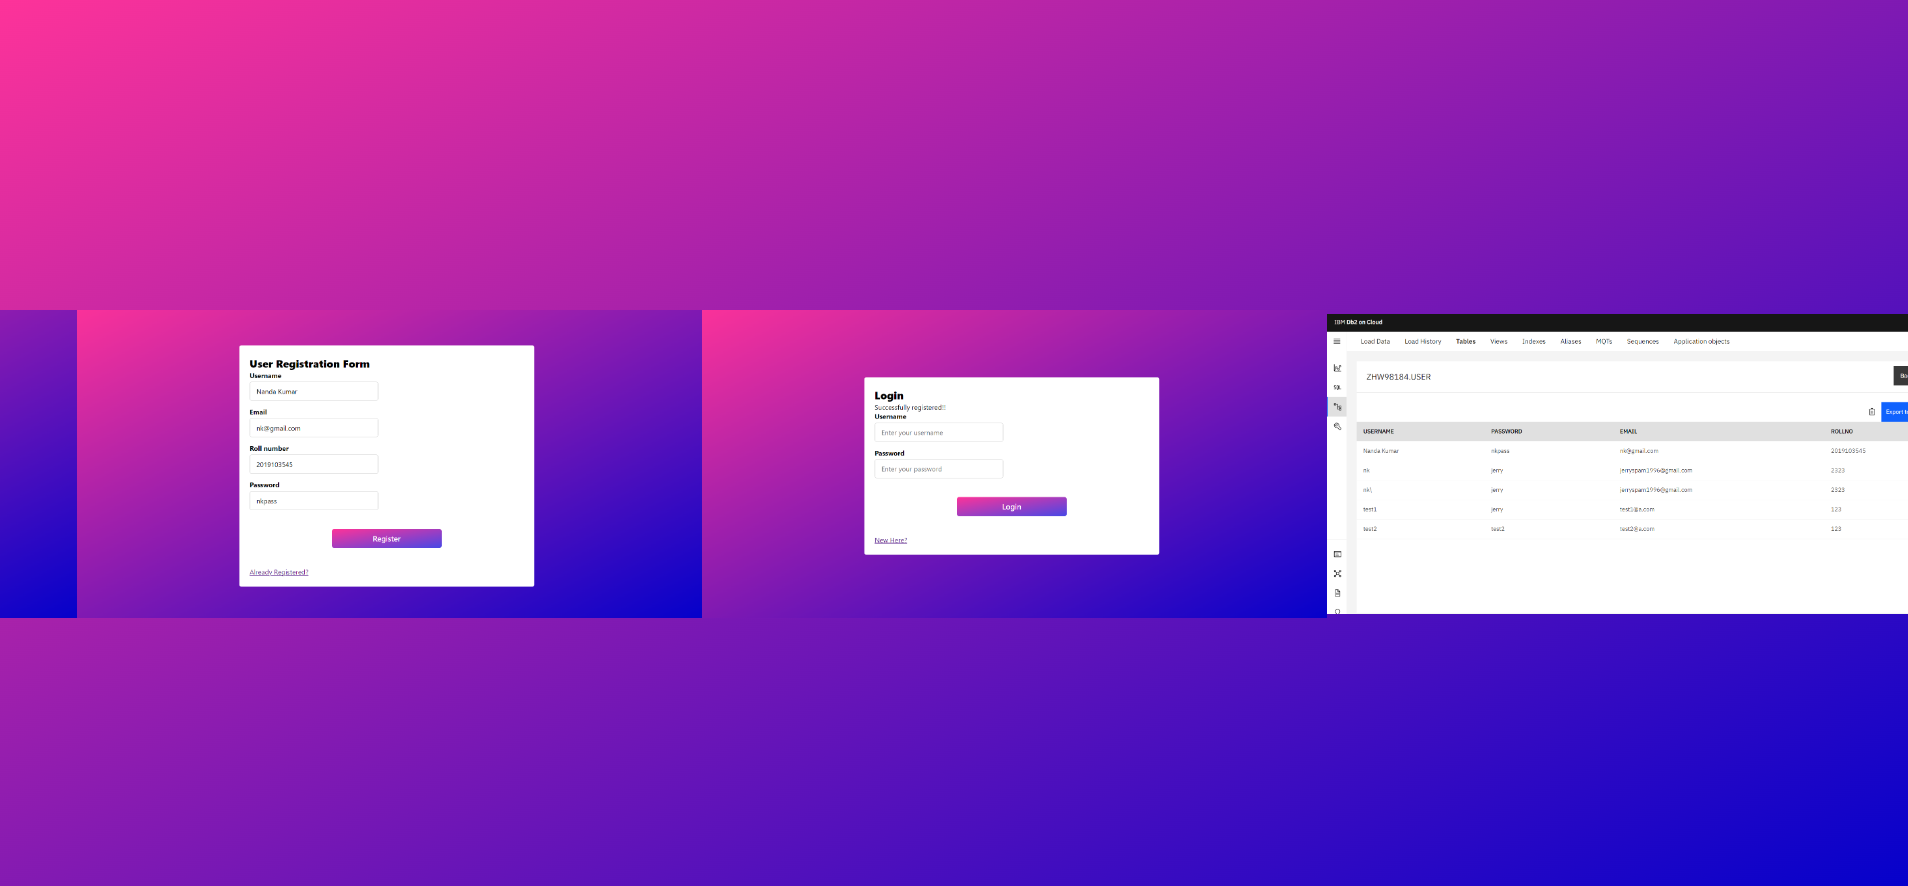 User Registration Form
Username
Nanda Kumar
Email
nk@gmail.com
Roll number
2019103545
Password
nkpass
Register
Already Registered?
Login
Successfully registered!!
Username
Enter your username
Password
Enter your password
Login
New Here?
IBM Db2 on Cloud
Load Data Load History Tables Views Indexes Aliases MQTs Sequences Application objects
SQL
ZHW98184.USER
Ba
Export to
USERNAME PASSWORD EMAIL ROLLNO
Nanda Kumar nkpass nk@gmail.com 2019103545
nk jerry jerryspam1996@gmail.com 2323
nk\ jerry jerryspam1996@gmail.com 2323
test1 jerry test1@a.com 123
test2 test2 test2@a.com 123